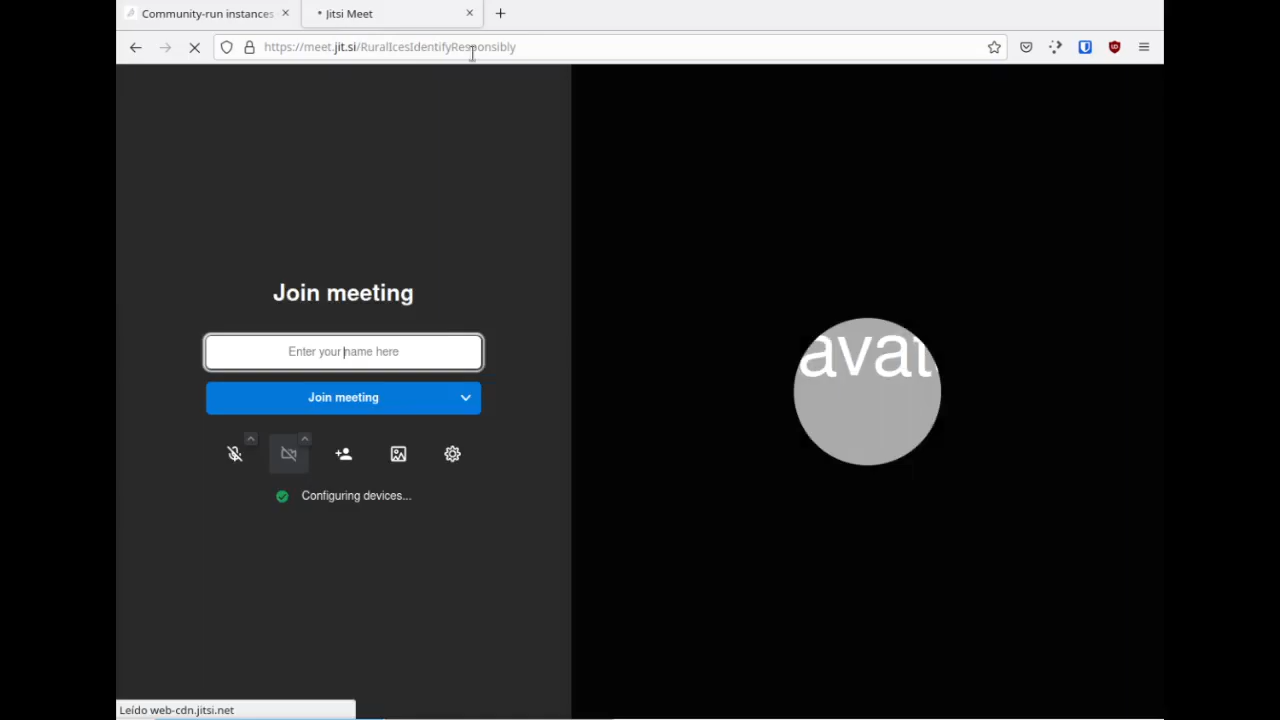 Community-run instances
• Jitsi Meet
https://meet.jit.si/RuralIcesIdentifyResponsibly
Join meeting
Enter your name here
Join meeting
Configuring devices...
avat
Leído web-cdn.jitsi.net